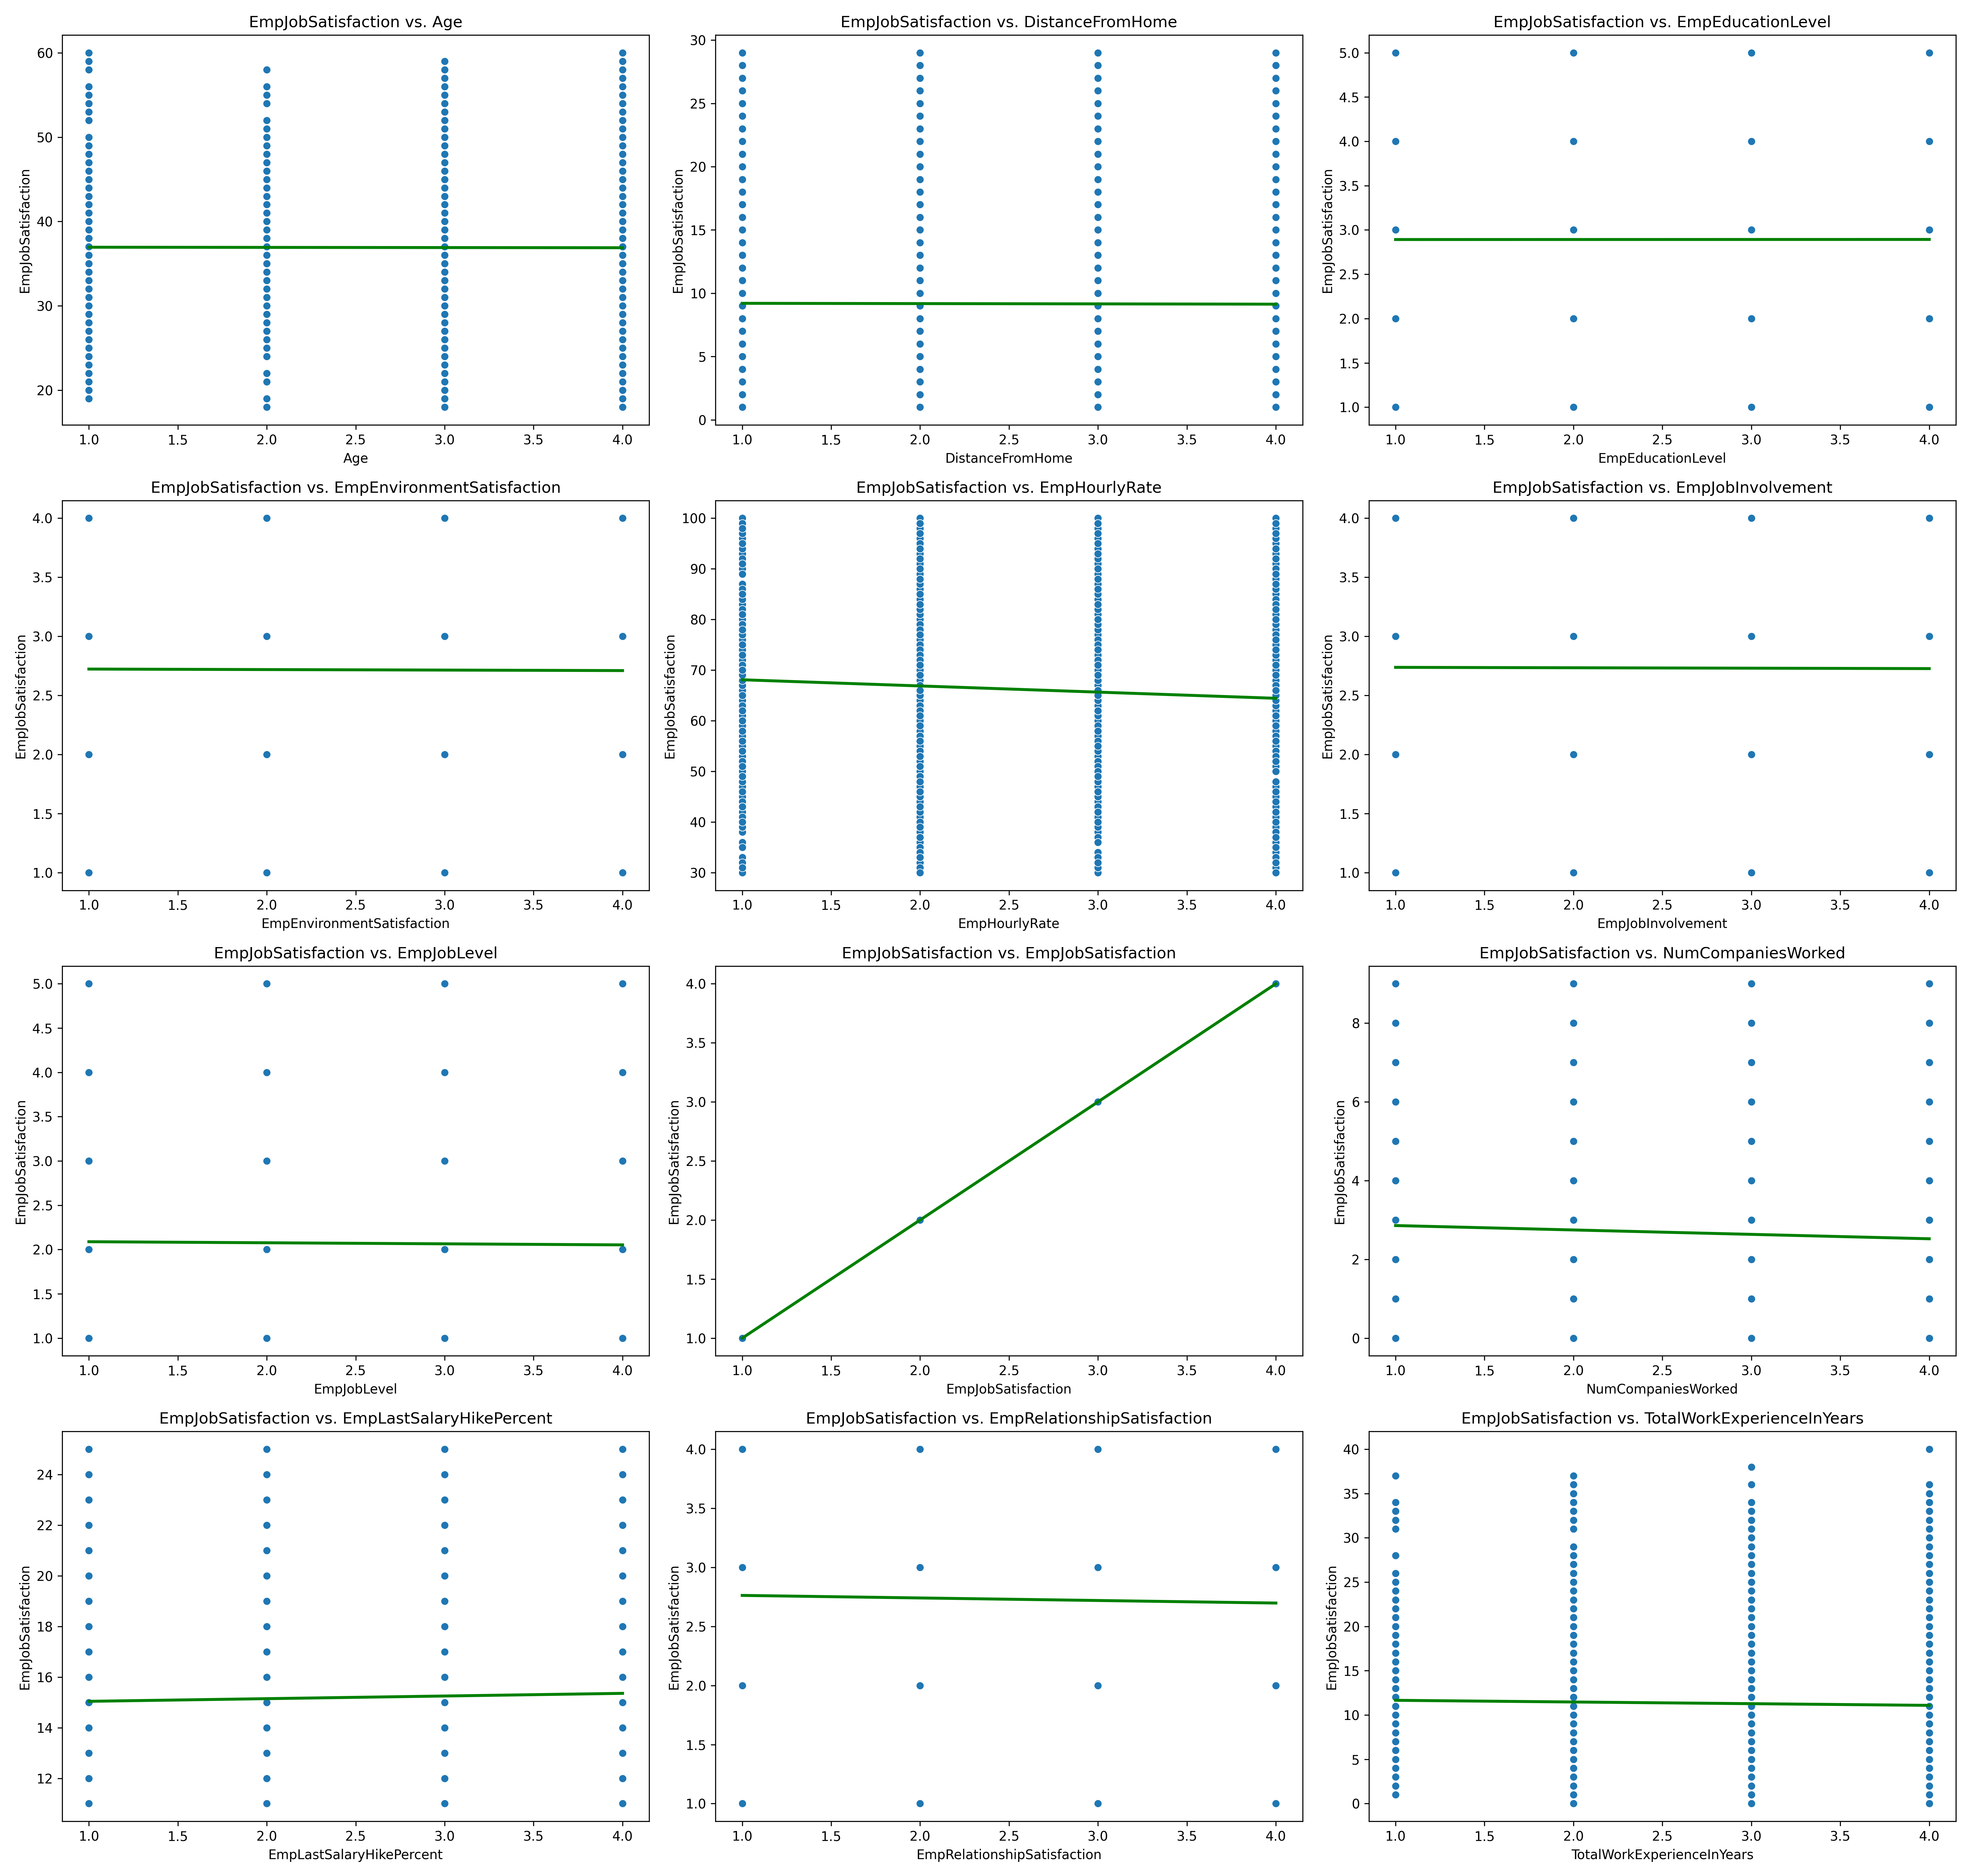 EmpJobSatisfaction vs. Age
60
50
40
30
20
EmpJobSatisfaction
1.0 1.5 2.0 2.5 3.0 3.5 4.0
Age
EmpJobSatisfaction vs. DistanceFromHome
30
25
20
15
10
5
0
EmpJobSatisfaction
1.0 1.5 2.0 2.5 3.0 3.5 4.0
DistanceFromHome
EmpJobSatisfaction vs. EmpEducationLevel
5.0
4.5
4.0
3.5
3.0
2.5
2.0
1.5
1.0
EmpJobSatisfaction
1.0 1.5 2.0 2.5 3.0 3.5 4.0
EmpEducationLevel
EmpJobSatisfaction vs. EmpEnvironmentSatisfaction
4.0
3.5
3.0
2.5
2.0
1.5
1.0
EmpJobSatisfaction
1.0 1.5 2.0 2.5 3.0 3.5 4.0
EmpEnvironmentSatisfaction
EmpJobSatisfaction vs. EmpHourlyRate
100
90
80
70
60
50
40
30
EmpJobSatisfaction
1.0 1.5 2.0 2.5 3.0 3.5 4.0
EmpHourlyRate
EmpJobSatisfaction vs. EmpJobInvolvement
4.0
3.5
3.0
2.5
2.0
1.5
1.0
EmpJobSatisfaction
1.0 1.5 2.0 2.5 3.0 3.5 4.0
EmpJobInvolvement
EmpJobSatisfaction vs. EmpJobLevel
5.0
4.5
4.0
3.5
3.0
2.5
2.0
1.5
1.0
EmpJobSatisfaction
1.0 1.5 2.0 2.5 3.0 3.5 4.0
EmpJobLevel
EmpJobSatisfaction vs. EmpJobSatisfaction
4.0
3.5
3.0
2.5
2.0
1.5
1.0
EmpJobSatisfaction
1.0 1.5 2.0 2.5 3.0 3.5 4.0
EmpJobSatisfaction
EmpJobSatisfaction vs. NumCompaniesWorked
8
6
4
2
0
EmpJobSatisfaction
1.0 1.5 2.0 2.5 3.0 3.5 4.0
NumCompaniesWorked
EmpJobSatisfaction vs. EmpLastSalaryHikePercent
24
22
20
18
16
14
12
EmpJobSatisfaction
1.0 1.5 2.0 2.5 3.0 3.5 4.0
EmpLastSalaryHikePercent
EmpJobSatisfaction vs. EmpRelationshipSatisfaction
4.0
3.5
3.0
2.5
2.0
1.5
1.0
EmpJobSatisfaction
1.0 1.5 2.0 2.5 3.0 3.5 4.0
EmpRelationshipSatisfaction
EmpJobSatisfaction vs. TotalWorkExperienceInYears
40
35
30
25
20
15
10
5
0
EmpJobSatisfaction
1.0 1.5 2.0 2.5 3.0 3.5 4.0
TotalWorkExperienceInYears